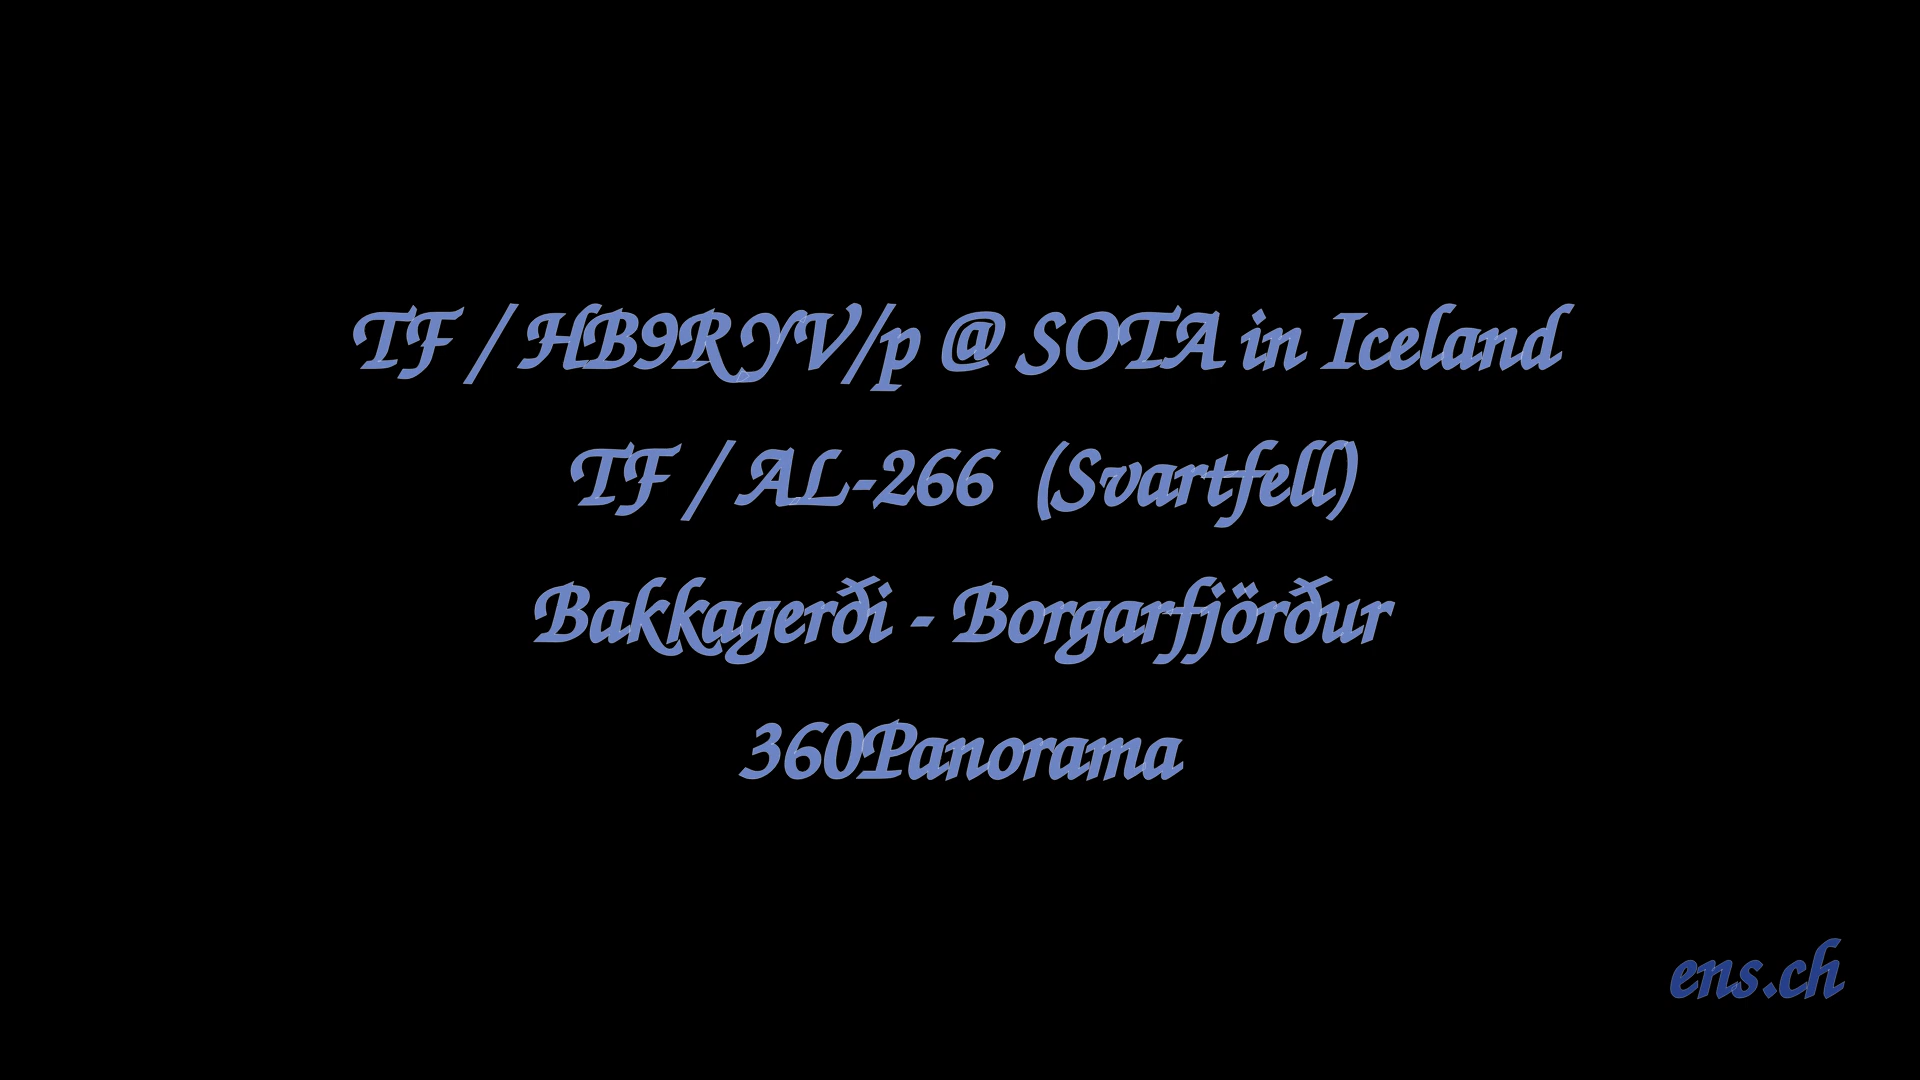 TF / HB9RYV/p @ SOTA in Iceland
TF / AL-266 (Svartfell)
Bakkagerði - Borgarfjörður
360Panorama
ens.ch